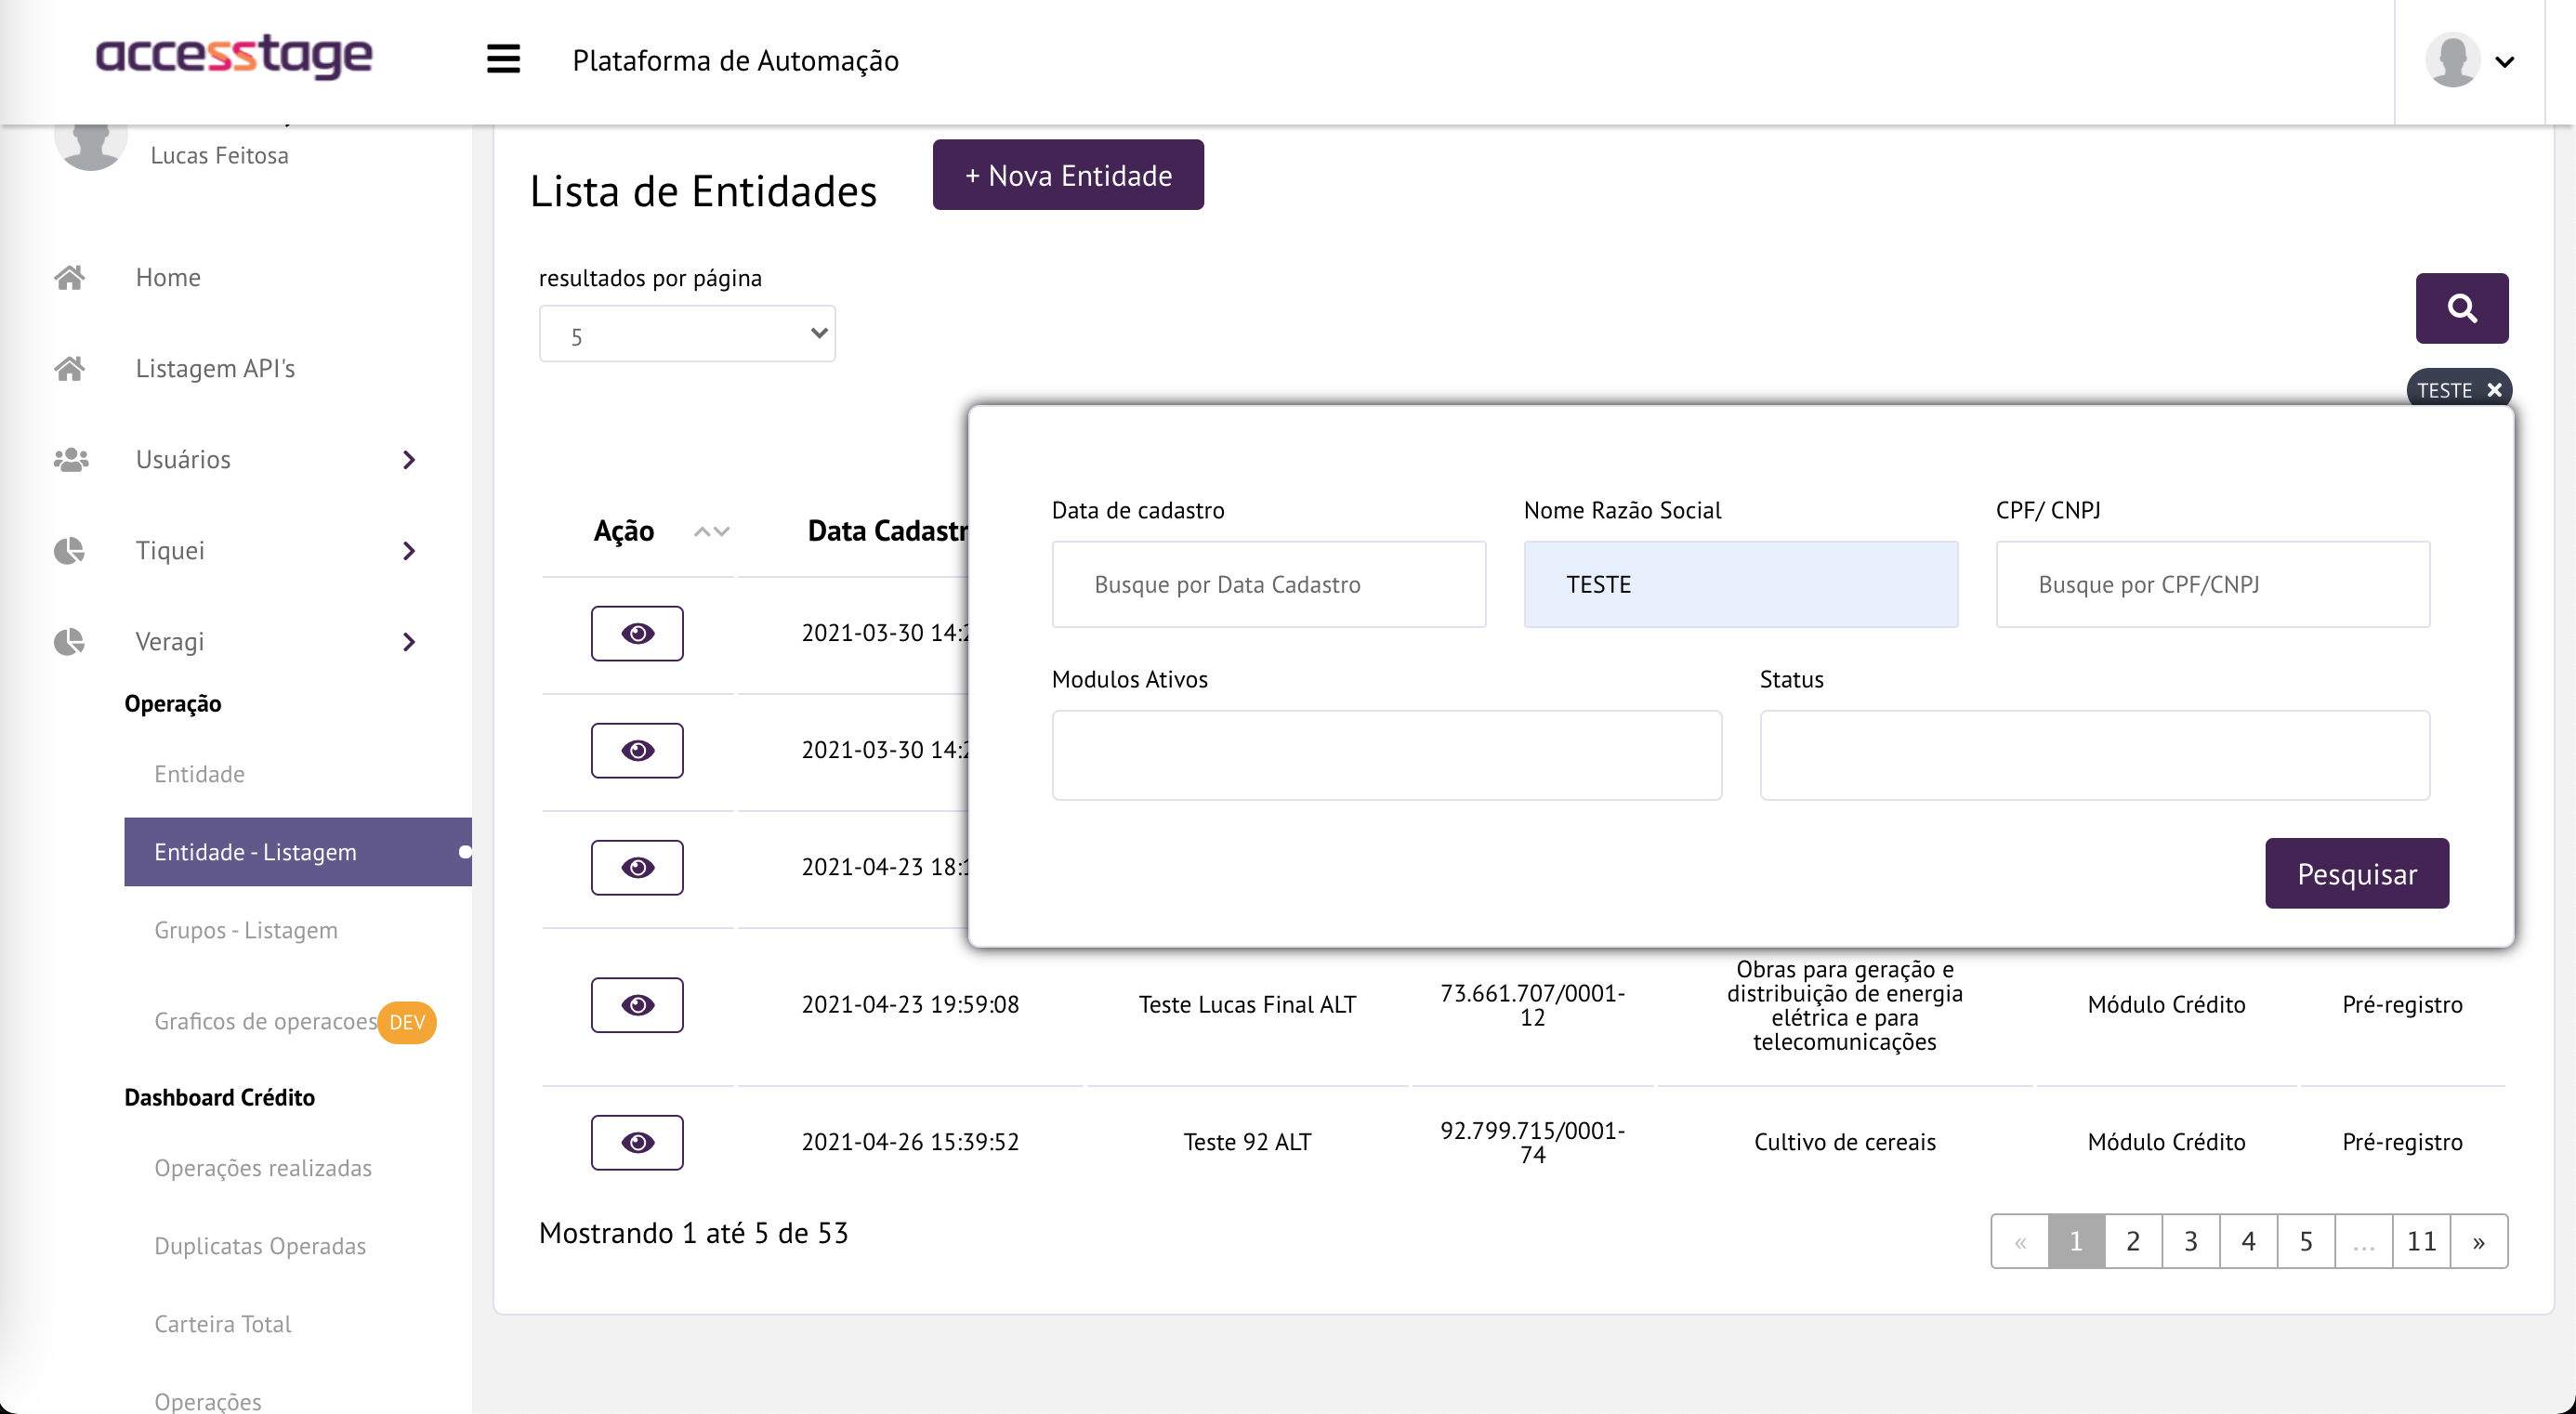 accesstage
Plataforma de Automação
Lucas Feitosa
Home
Listagem API's
Usuários
Tiquei
Veragi
Operação
Entidade
Entidade - Listagem
Grupos - Listagem
Graficos de operacoes DEV
Dashboard Crédito
Operações realizadas
Duplicatas Operadas
Carteira Total
Operações
Lista de Entidades
+ Nova Entidade
resultados por página
5
TESTE
Data de cadastro
Nome Razão Social
CPF/ CNPJ
Busque por Data Cadastro
TESTE
Busque por CPF/CNPJ
Modulos Ativos
Status
Pesquisar
Ação
Data Cadastr
2021-03-30 14:2
2021-03-30 14:2
2021-04-23 18:1
2021-04-23 19:59:08
Teste Lucas Final ALT
73.661.707/0001-
12
Obras para geração e
distribuição de energia
elétrica e para
telecomunicações
Módulo Crédito
Pré-registro
2021-04-26 15:39:52
Teste 92 ALT
92.799.715/0001-
74
Cultivo de cereais
Módulo Crédito
Pré-registro
Mostrando 1 até 5 de 53
« 1 2 3 4 5 ... 11 »